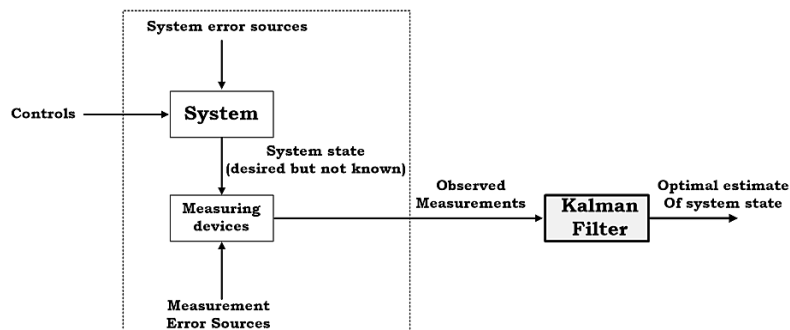 System error sources
Controls
System
System state
(desired but not known)
Measuring
devices
Observed
Measurements
Kalman
Filter
Optimal estimate
Of system state
Measurement
Error Sources